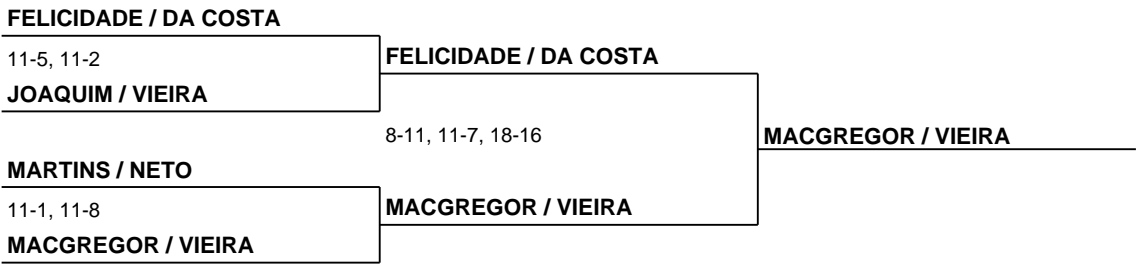 FELICIDADE / DA COSTA
11-5, 11-2
FELICIDADE / DA COSTA
JOAQUIM / VIEIRA
8-11, 11-7, 18-16
MACGREGOR / VIEIRA
MARTINS / NETO
11-1, 11-8
MACGREGOR / VIEIRA
MACGREGOR / VIEIRA